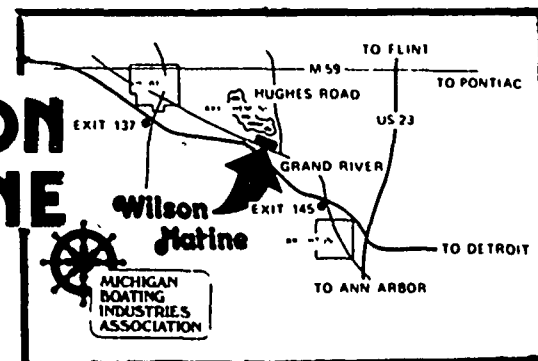 TO FLINT
M 59
TO PONTIAC
HUGHES ROAD
US 23
ON
EXIT 137
GRAND RIVER
NE
Wilson
Marine
EXIT 145
TO DETROIT
TO ANN ARBOR
MICHIGAN
BOATING
INDUSTRIES
ASSOCIATION